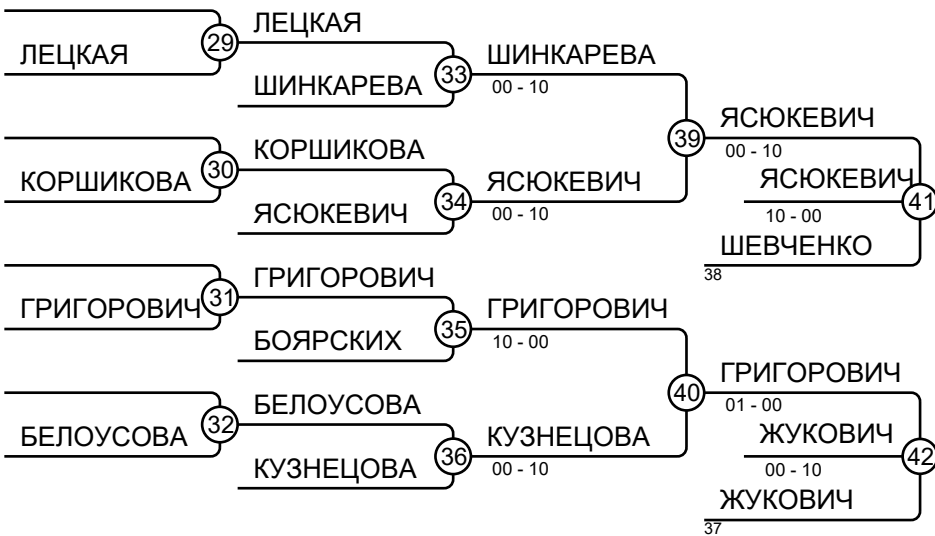 ЛЕЦКАЯ
ЛЕЦКАЯ
29
ШИНКАРЕВА
ШИНКАРЕВА
33
00 - 10
КОРШИКОВА
КОРШИКОВА
30
ЯСЮКЕВИЧ
ЯСЮКЕВИЧ
34
00 - 10
39
ЯСЮКЕВИЧ
00 - 10
ЯСЮКЕВИЧ
41
10 - 00
ШЕВЧЕНКО
38
ГРИГОРОВИЧ
ГРИГОРОВИЧ
31
БОЯРСКИХ
ГРИГОРОВИЧ
35
10 - 00
БЕЛОУСОВА
БЕЛОУСОВА
32
КУЗНЕЦОВА
КУЗНЕЦОВА
36
00 - 10
40
ГРИГОРОВИЧ
01 - 00
ЖУКОВИЧ
42
00 - 10
ЖУКОВИЧ
37